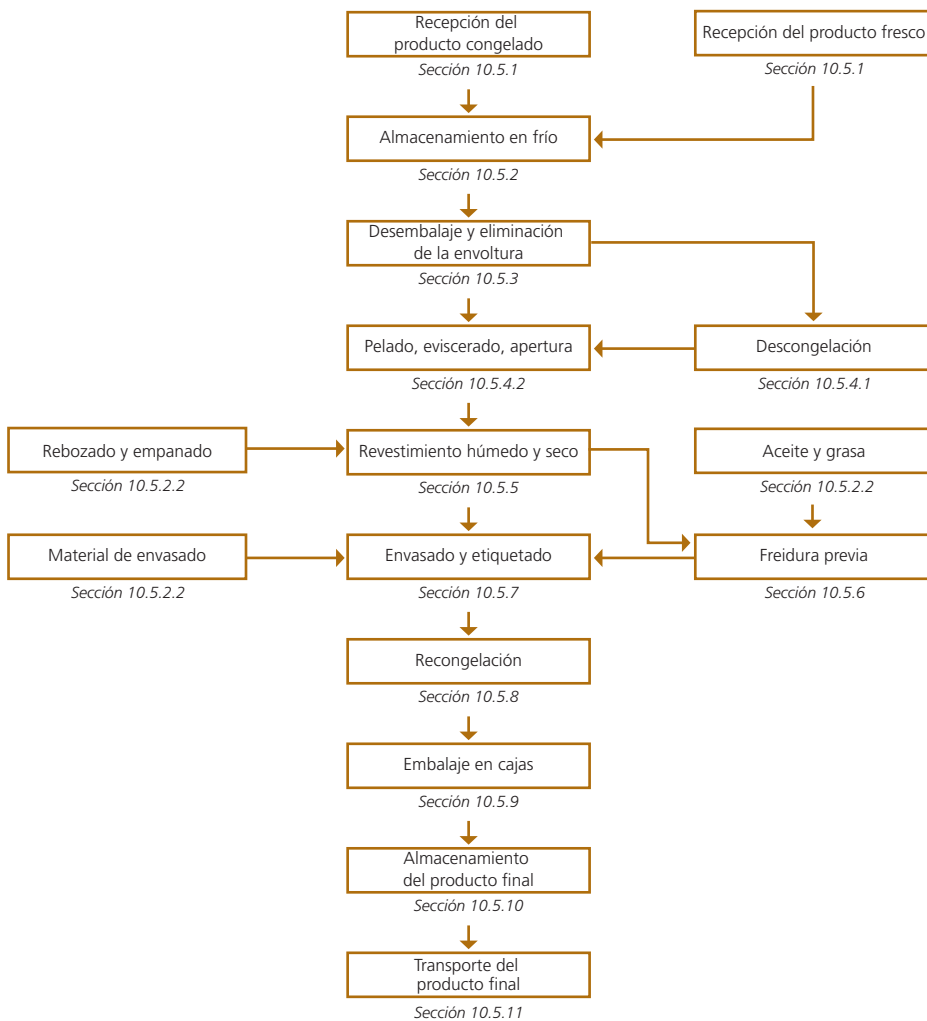 Recepción del
producto congelado
Sección 10.5.1
Recepción del producto fresco
Sección 10.5.1
Almacenamiento en frío
Sección 10.5.2
Desembalaje y eliminación
de la envoltura
Sección 10.5.3
Pelado, eviscerado, apertura
Sección 10.5.4.2
Descongelación
Sección 10.5.4.1
Rebozado y empanado
Sección 10.5.2.2
Revestimiento húmedo y seco
Sección 10.5.5
Aceite y grasa
Sección 10.5.2.2
Material de envasado
Sección 10.5.2.2
Envasado y etiquetado
Sección 10.5.7
Freidura previa
Sección 10.5.6
Recongelación
Sección 10.5.8
Embalaje en cajas
Sección 10.5.9
Almacenamiento
del producto final
Sección 10.5.10
Transporte del
producto final
Sección 10.5.11